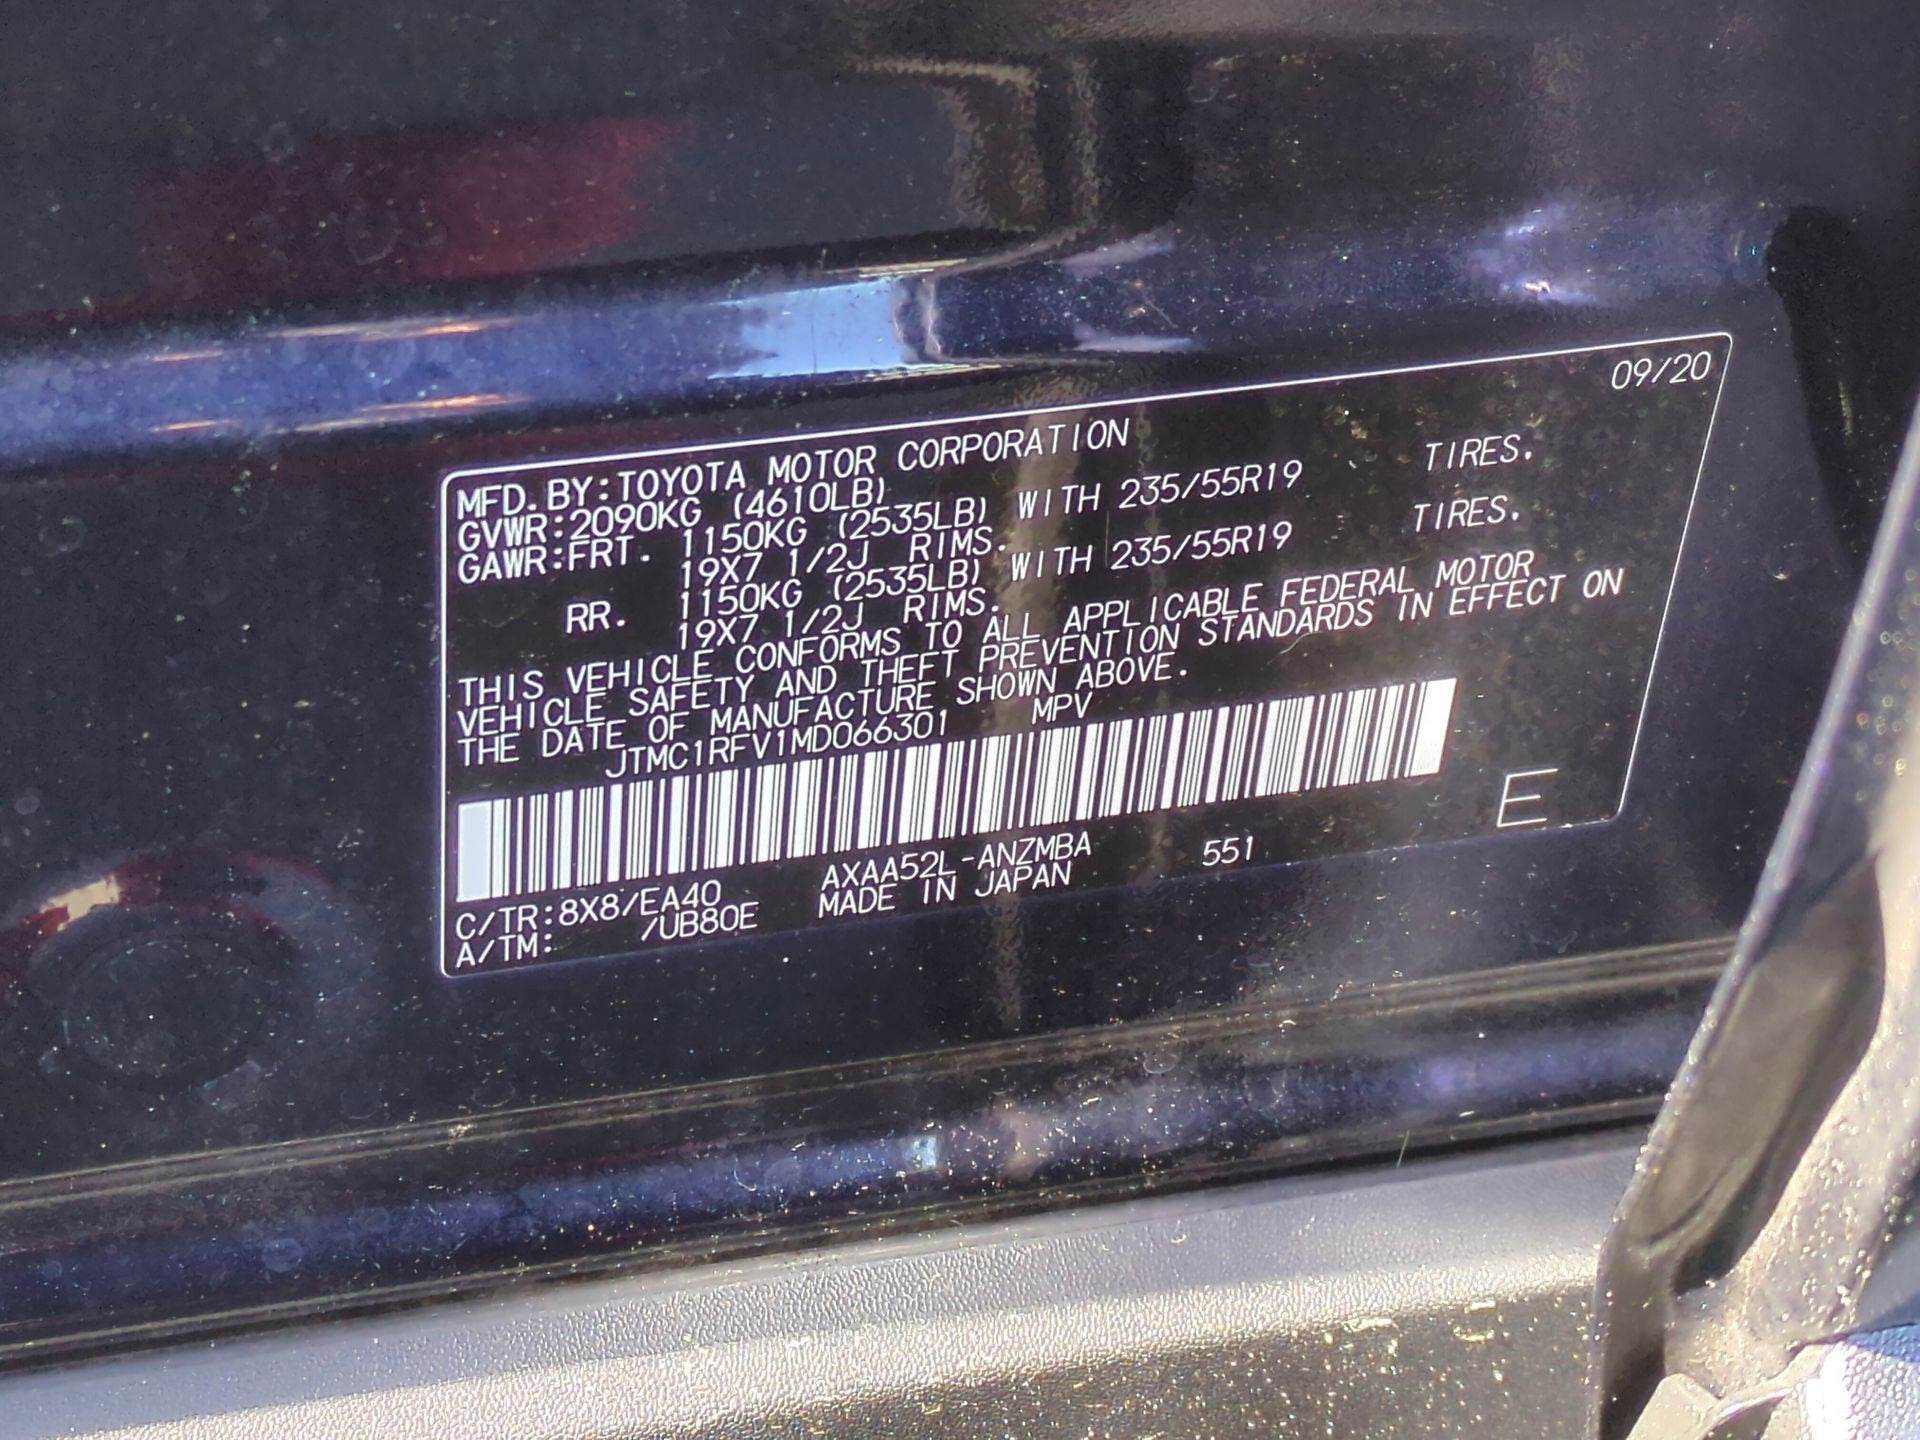 09/20
MFD. BY:TOYOTA MOTOR CORPORATION
GVWR:2090KG (4610LB)
GAWR:FRT. 1150KG (2535LB) WITH 235/55R19 TIRES.
19X7 1/2J RIMS.
RR. 1150KG (2535LB) WITH 235/55R19 TIRES.
19X7 1/2J RIMS.
THIS VEHICLE CONFORMS TO ALL APPLICABLE FEDERAL MOTOR
VEHICLE SAFETY AND THEFT PREVENTION STANDARDS IN EFFECT ON
THE DATE OF MANUFACTURE SHOWN ABOVE.
JTMC1RFV1MD066301 MPV
E
C/TR:8X8/EA40 AXAA52L-ANZMBA 551
A/TM: /UB80E MADE IN JAPAN